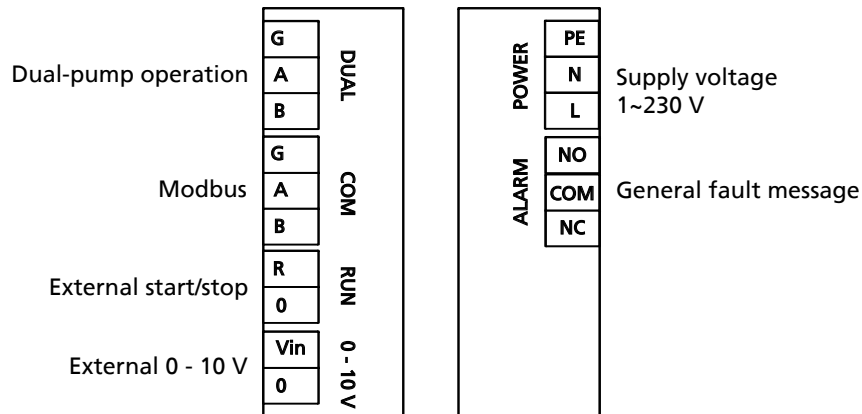 G
Dual-pump operation
A
B
DUAL
G
Modbus
A
B
COM
R
External start/stop
0
RUN
Vin
External 0 - 10 V
0
0 - 10 V
POWER
PE
N
L
Supply voltage
1~230 V
ALARM
NO
COM
NC
General fault message